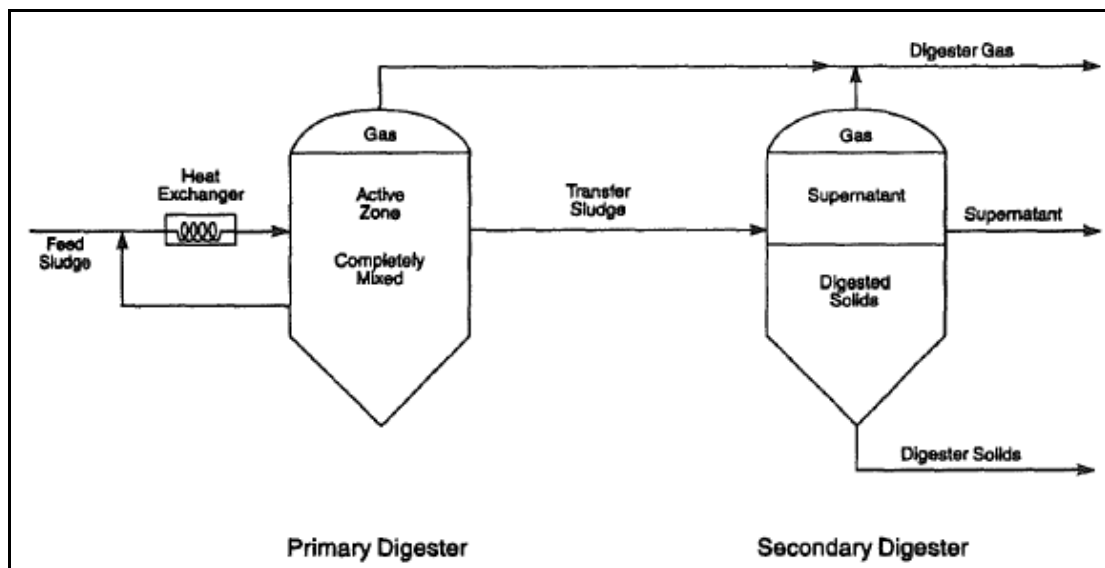 Digester Gas
Gas
Gas
Heat
Exchanger
Active
Zone
Transfer
Sludge
Supernatant
Supernatant
Feed
Sludge
Completely
Mixed
Digested
Solids
Digester Solids
Primary Digester
Secondary Digester